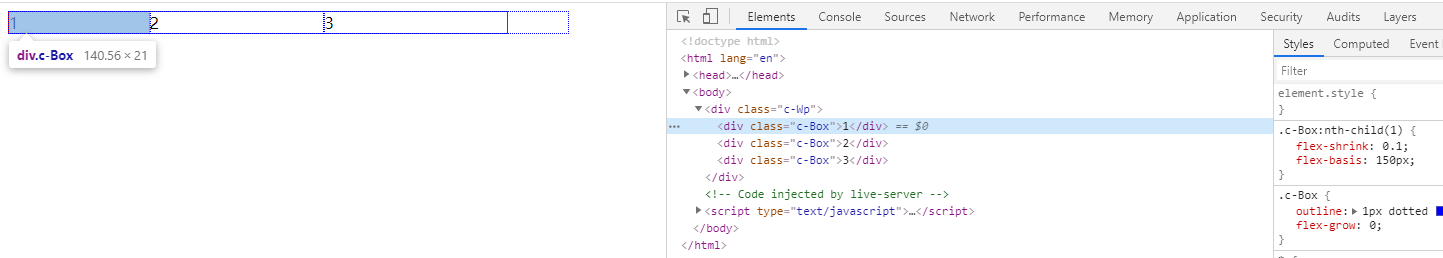 1 2 3
div.c-Box 140.56 × 21
Elements Console Sources Network Performance Memory Application Security Audits Layers
<!doctype html>
<html lang="en">
<head>…</head>
<body>
<div class="c-Wp">
<div class="c-Box">1</div> == $0
<div class="c-Box">2</div>
<div class="c-Box">3</div>
</div>
<!-- Code injected by live-server -->
<script type="text/javascript">…</script>
</body>
</html>
Styles Computed Event
Filter
element.style {
}
.c-Box:nth-child(1) {
flex-shrink: 0.1;
flex-basis: 150px;
}
.c-Box {
outline: 1px dotted
flex-grow: 0;
}